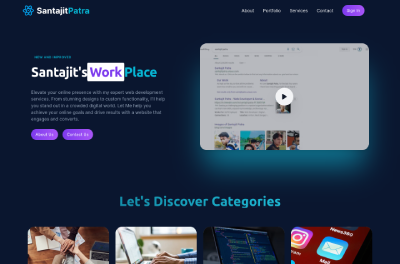 SantajitPatra
About
Portfolio
Services
Contact
Sign in
Santajit's Work Place
Elevate your online presence with my expert web development
services. From stunning designs to custom functionality, I'll help
you stand out in a crowded digital world. Let Me help you
achieve your online goals and drive results with a website that
engages and converts.
About Us
Contact Us
Let's Discover Categories
News360
Mail